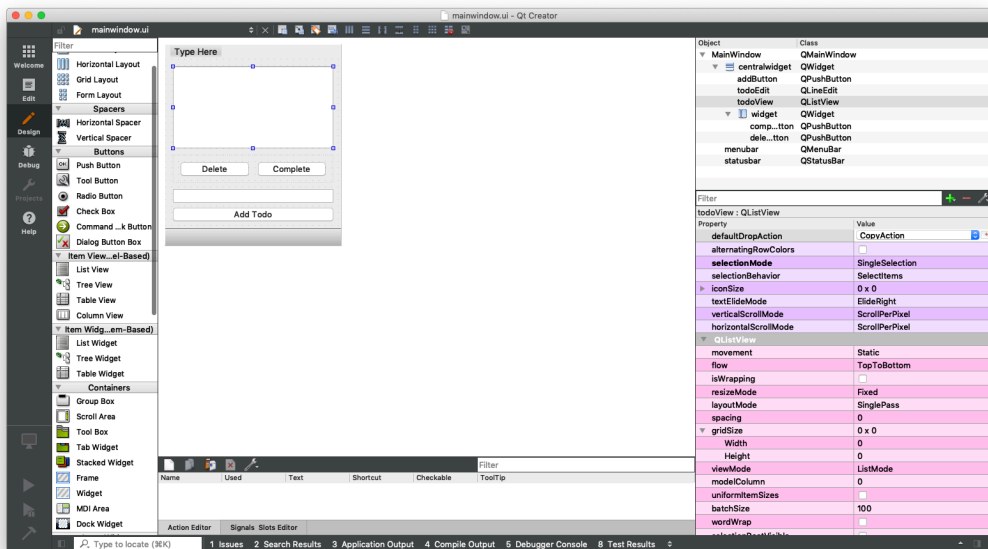 mainwindow.ui - Qt Creator
mainwindow.ui
Welcome
Edit
Design
Debug
Projects
Help
Filter
Horizontal Layout
Grid Layout
Form Layout
Spacers
Horizontal Spacer
Vertical Spacer
Buttons
OK Push Button
Tool Button
Radio Button
Check Box
Command ...k Button
Dialog Button Box
Item View...el-Based)
List View
Tree View
Table View
Column View
Item Widg...em-Based)
List Widget
Tree Widget
Table Widget
Containers
Group Box
Scroll Area
Tool Box
Tab Widget
Stacked Widget
Frame
Widget
MDI Area
Dock Widget
Type Here
Delete Complete
Add Todo
Filter
Name Used Text Shortcut Checkable ToolTip
Action Editor Signals Slots Editor
Object Class
MainWindow QMainWindow
centralwidget QWidget
addButton QPushButton
todoEdit QLineEdit
todoView QListView
widget QWidget
comp...tton QPushButton
dele...tton QPushButton
menubar QMenuBar
statusbar QStatusBar
Filter
todoView : QListView
Property Value
defaultDropAction CopyAction
alternatingRowColors
selectionMode SingleSelection
selectionBehavior SelectItems
iconSize 0 x 0
textElideMode ElideRight
verticalScrollMode ScrollPerPixel
horizontalScrollMode ScrollPerPixel
QListView
movement Static
flow TopToBottom
isWrapping
resizeMode Fixed
layoutMode SinglePass
spacing 0
gridSize 0 x 0
Width 0
Height 0
viewMode ListMode
modelColumn 0
uniformItemSizes
batchSize 100
wordWrap
Type to locate (⌘K) 1 Issues 2 Search Results 3 Application Output 4 Compile Output 5 Debugger Console 8 Test Results